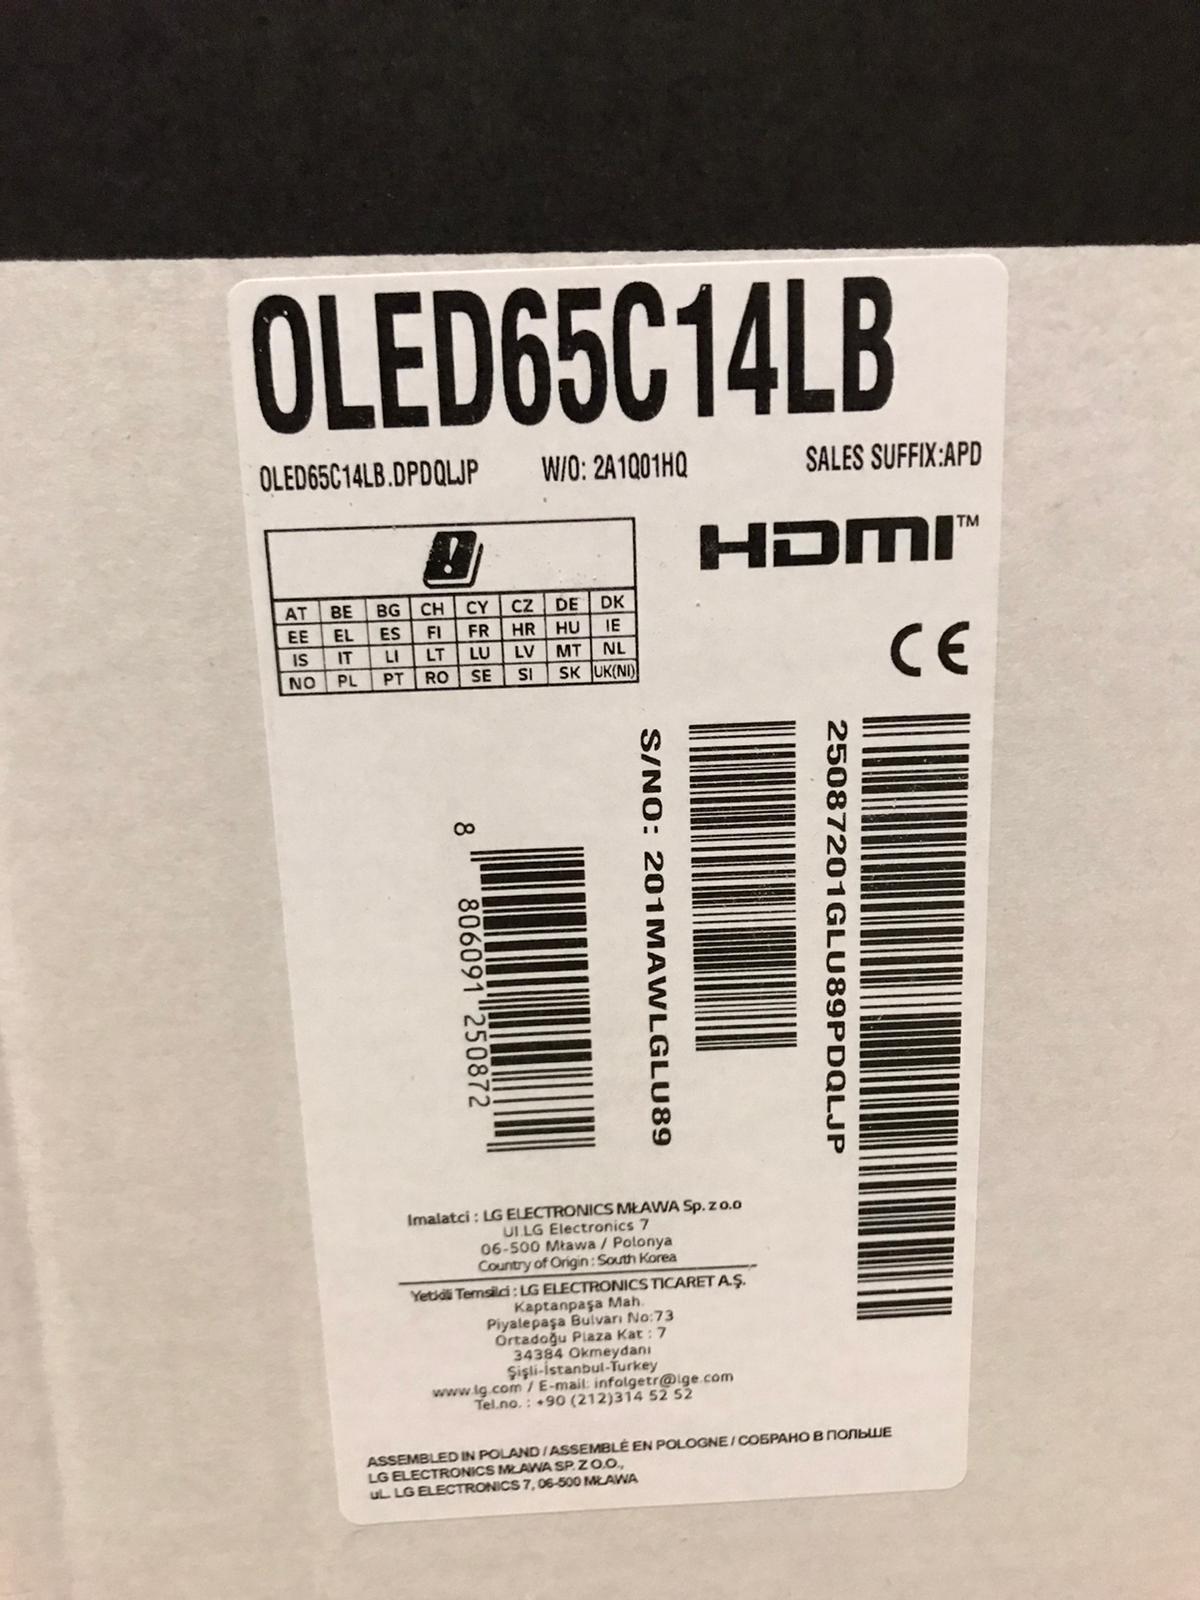 OLED65C14LB
OLED65C14LB.DPDQLJP W/O: 2A1Q01HQ SALES SUFFIX:APD
HDMI™
AT BE BG CH CY CZ DE DK
EE EL ES FI FR HR HU IE
IS IT LI LT LU LV MT NL
NO PL PT RO SE SI SK UK(NI)
CE
25087201GLU89PDQLJP
S/NO: 201MAWLGLU89
8 806091 250872
Imalatci : LG ELECTRONICS MŁAWA Sp. z o.o
Ul.LG Electronics 7
06-500 Mława / Polonya
Country of Origin : South Korea
Yetkili Temsilci : LG ELECTRONICS TICARET A.Ş.
Kaptanpaşa Mah.
Piyalepaşa Bulvarı No:73
Ortadoğu Plaza Kat : 7
34384 Okmeydanı
Şişli-İstanbul-Turkey
www.lg.com / E-mail: infolgetr@lge.com
Tel.no. : +90 (212)314 52 52
ASSEMBLED IN POLAND / ASSEMBLÉ EN POLOGNE / СОБРАНО В ПОЛЬШЕ
LG ELECTRONICS MŁAWA SP. Z O.O.,
uL. LG ELECTRONICS 7, 06-500 MŁAWA